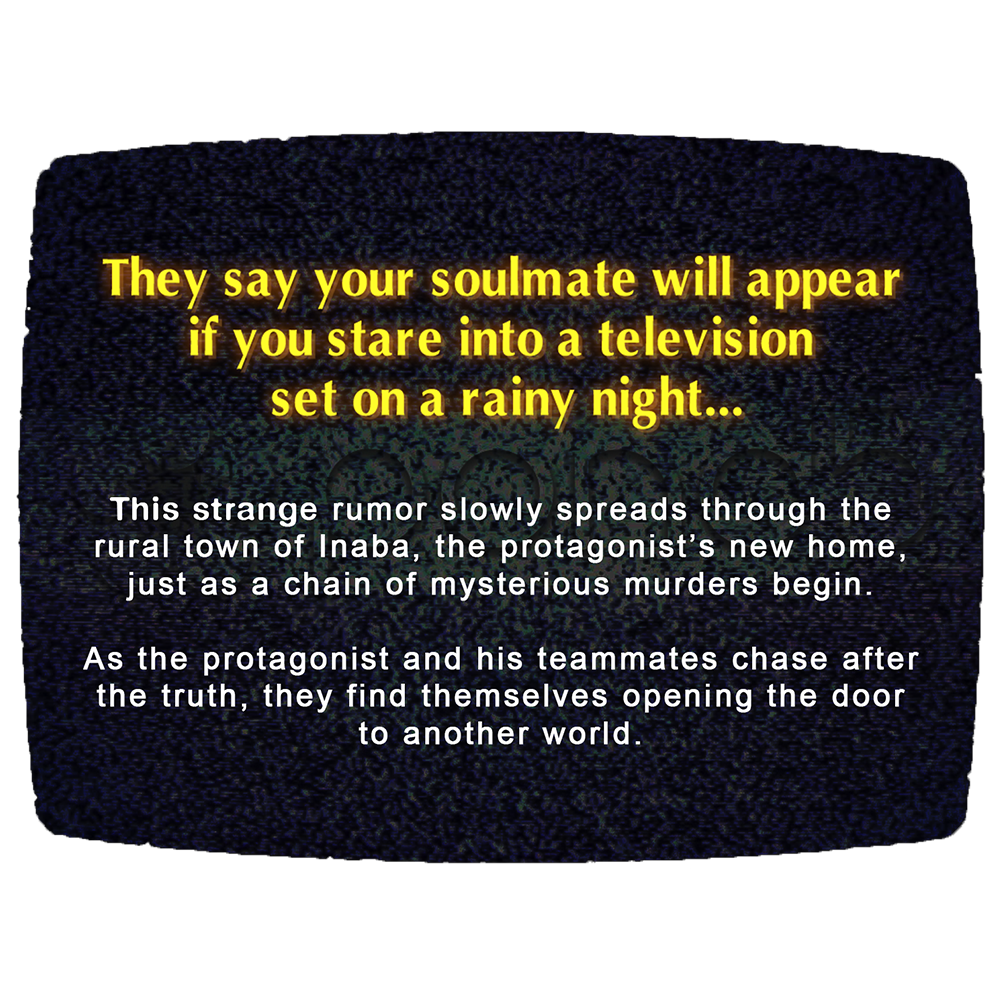 They say your soulmate will appear
if you stare into a television
set on a rainy night...
This strange rumor slowly spreads through the
rural town of Inaba, the protagonist’s new home,
just as a chain of mysterious murders begin.
As the protagonist and his teammates chase after
the truth, they find themselves opening the door
to another world.